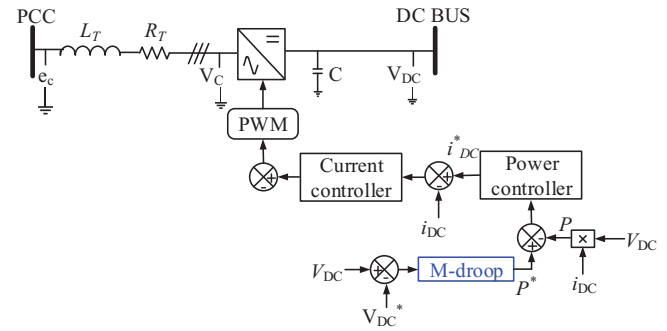 PCC
L_T
R_T
DC BUS
e_c
V_C
C
V_DC
PWM
Current
controller
i*_DC
Power
controller
i_DC
P
×
V_DC
V_DC
M-droop
P*
i_DC
V_DC*